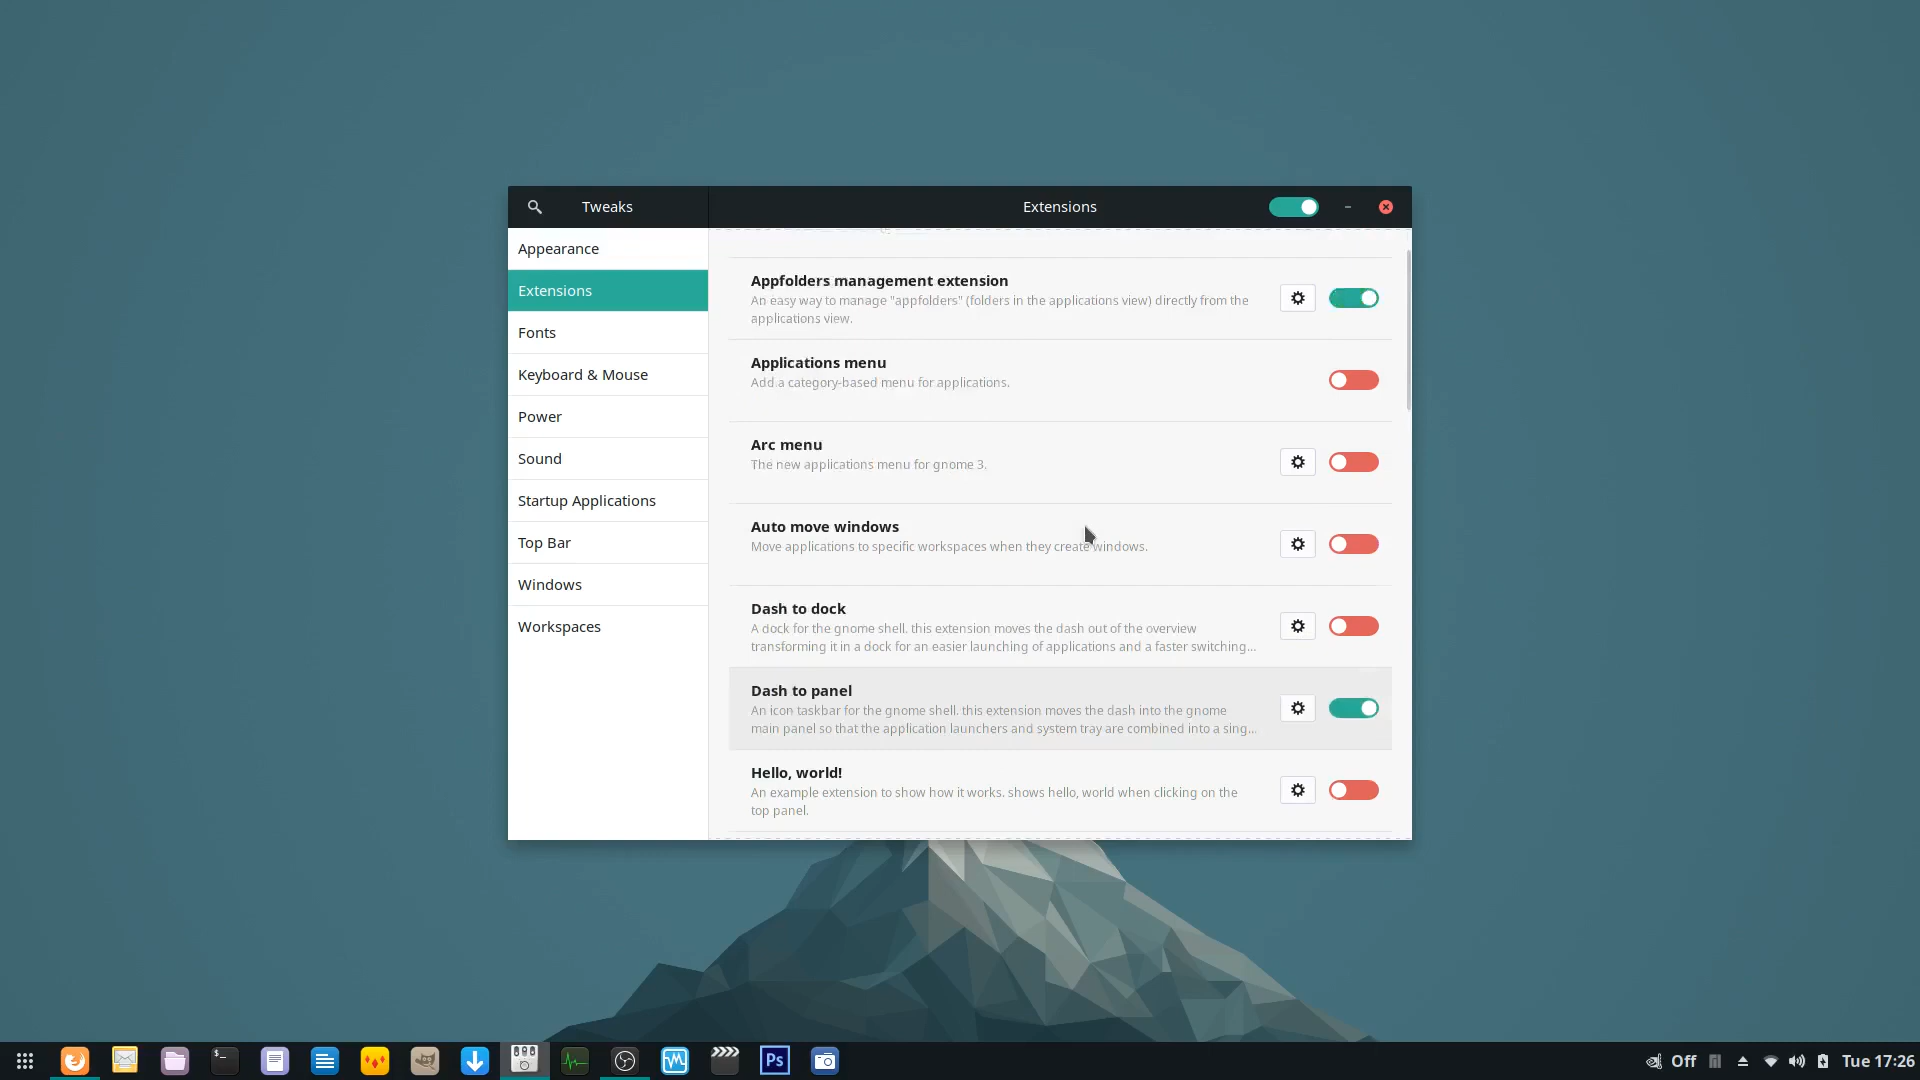 Tweaks
Extensions
Appearance
Extensions
Fonts
Keyboard & Mouse
Power
Sound
Startup Applications
Top Bar
Windows
Workspaces
Appfolders management extension
An easy way to manage "appfolders" (folders in the applications view) directly from the
applications view.
Applications menu
Add a category-based menu for applications.
Arc menu
The new applications menu for gnome 3.
Auto move windows
Move applications to specific workspaces when they create windows.
Dash to dock
A dock for the gnome shell. this extension moves the dash out of the overview
transforming it in a dock for an easier launching of applications and a faster switching...
Dash to panel
An icon taskbar for the gnome shell. this extension moves the dash into the gnome
main panel so that the application launchers and system tray are combined into a sing...
Hello, world!
An example extension to show how it works. shows hello, world when clicking on the
top panel.
$_
Ps
Off
Tue 17:26